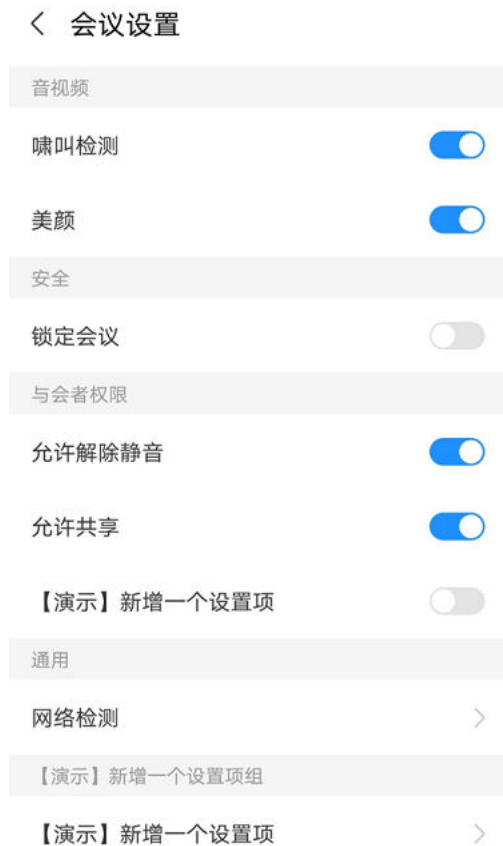 会议设置
音视频
啸叫检测
美颜
安全
锁定会议
与会者权限
允许解除静音
允许共享
【演示】新增一个设置项
通用
网络检测
【演示】新增一个设置项组
【演示】新增一个设置项